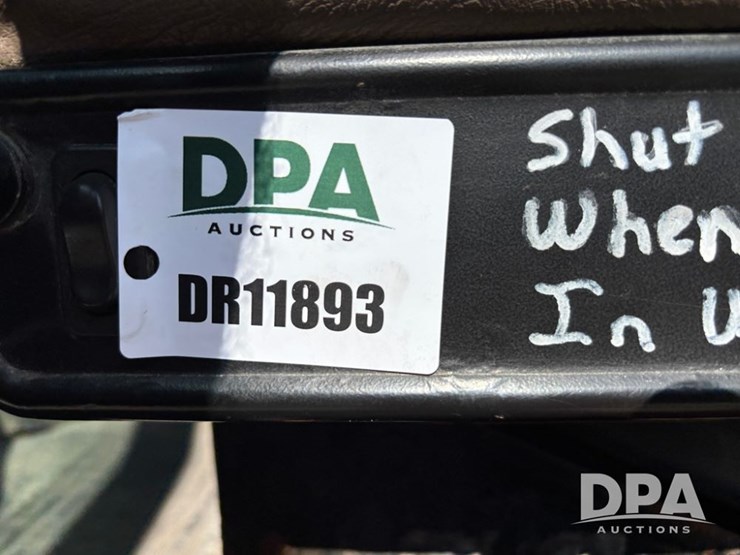 DPA
AUCTIONS
DR11893
Shut
When
In
DPA
AUCTIONS